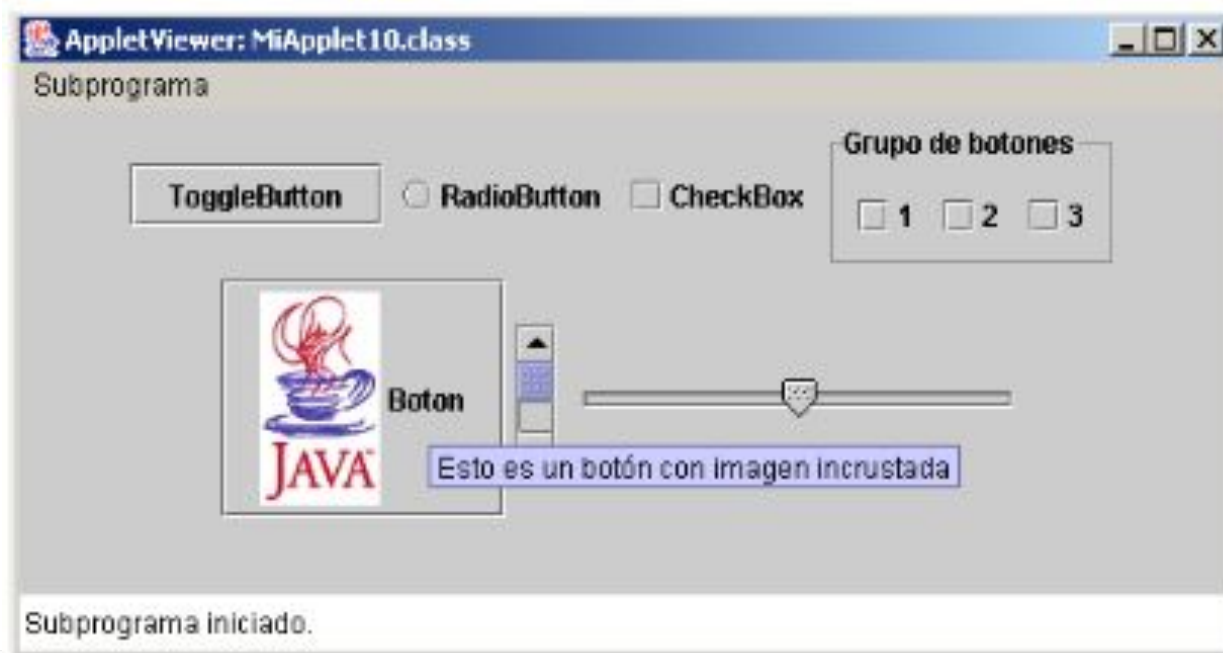 AppletViewer: MiApplet10.class
Subprograma
Grupo de botones
ToggleButton RadioButton CheckBox
1 2 3
Boton
JAVA
Esto es un botón con imagen incrustada
Subprograma iniciado.